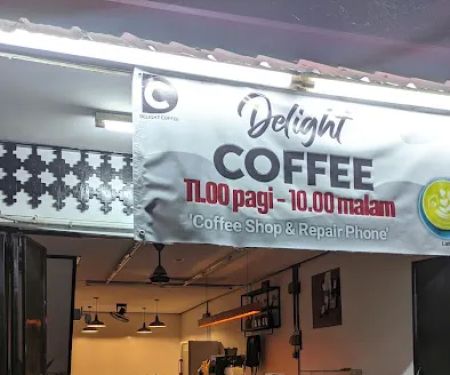 DELIGHT COFFEE
Delight
COFFEE
11.00 pagi - 10.00 malam
'Coffee Shop & Repair Phone'